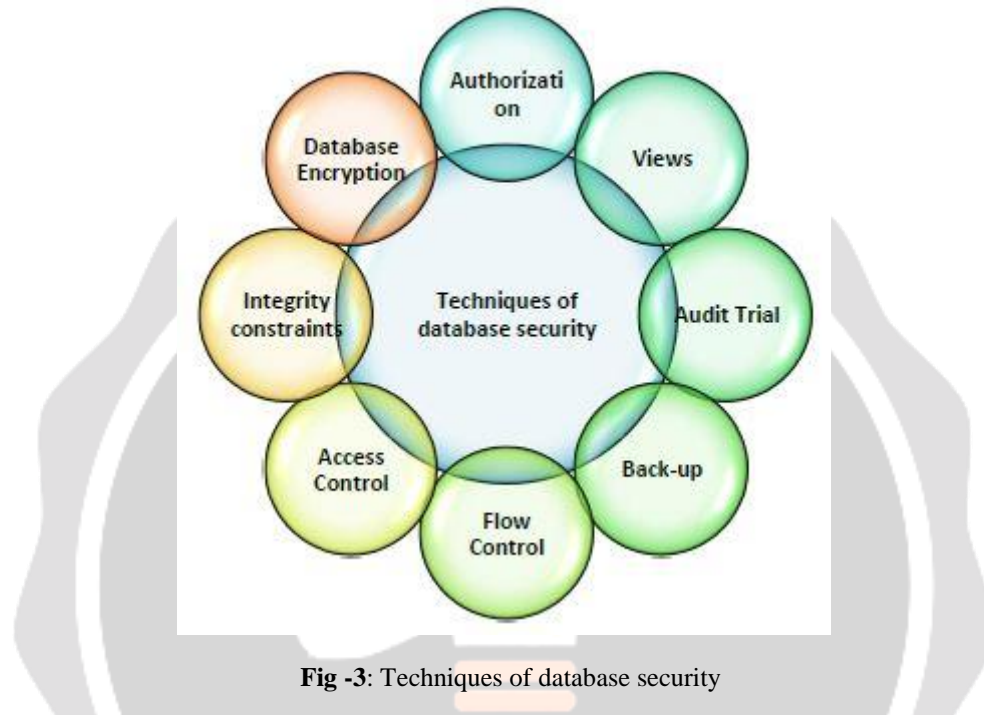 Authorizati
on
Views
Audit Trial
Back-up
Flow
Control
Access
Control
Integrity
constraints
Database
Encryption
Techniques of
database security
Fig -3: Techniques of database security